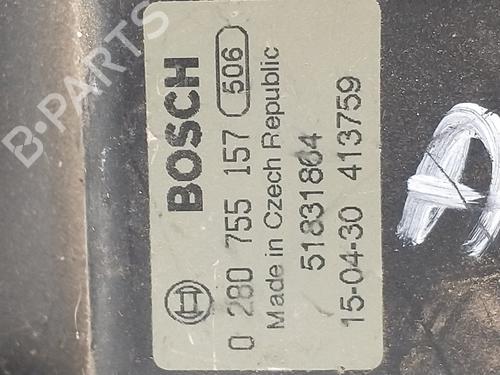 BOSCH
0 280 755 157 506
Made in Czech Republic
51831864
15-04-30 413759
A
B-PARTS